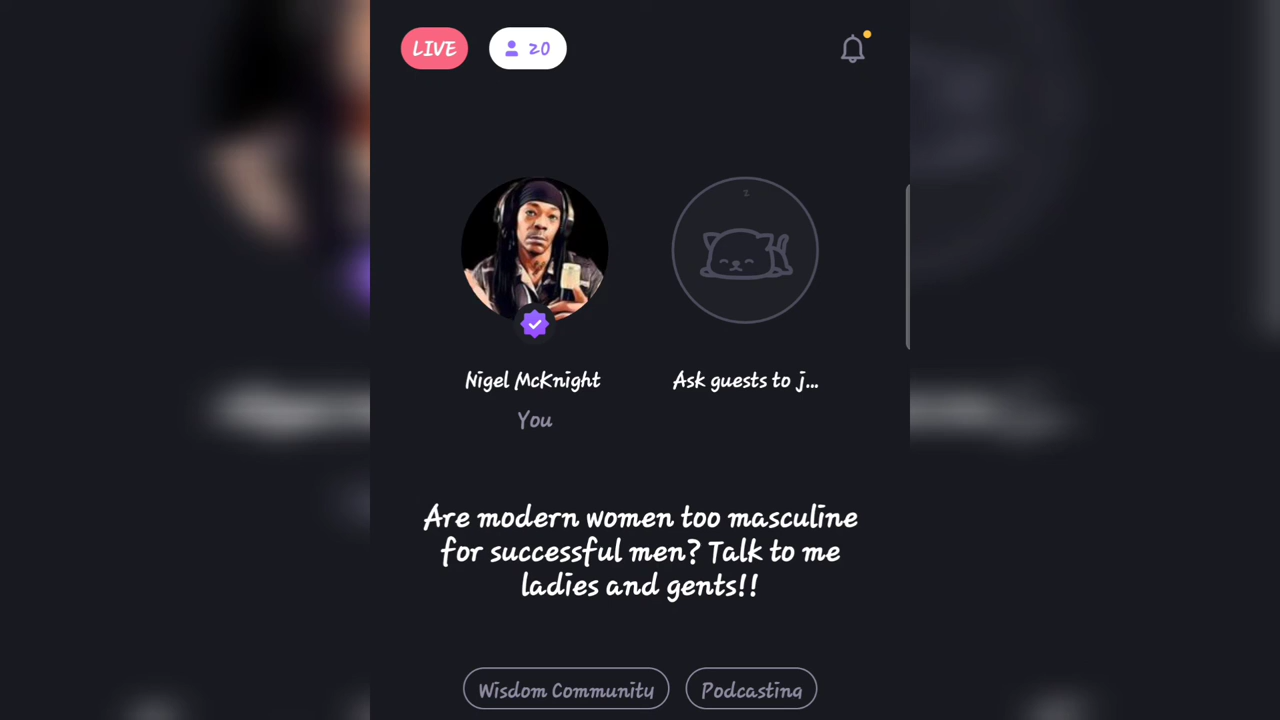 LIVE
20
Nigel McKnight
Ask guests to j...
You
Are modern women too masculine
for successful men? Talk to me
ladies and gents!!
Wisdom Community
Podcasting